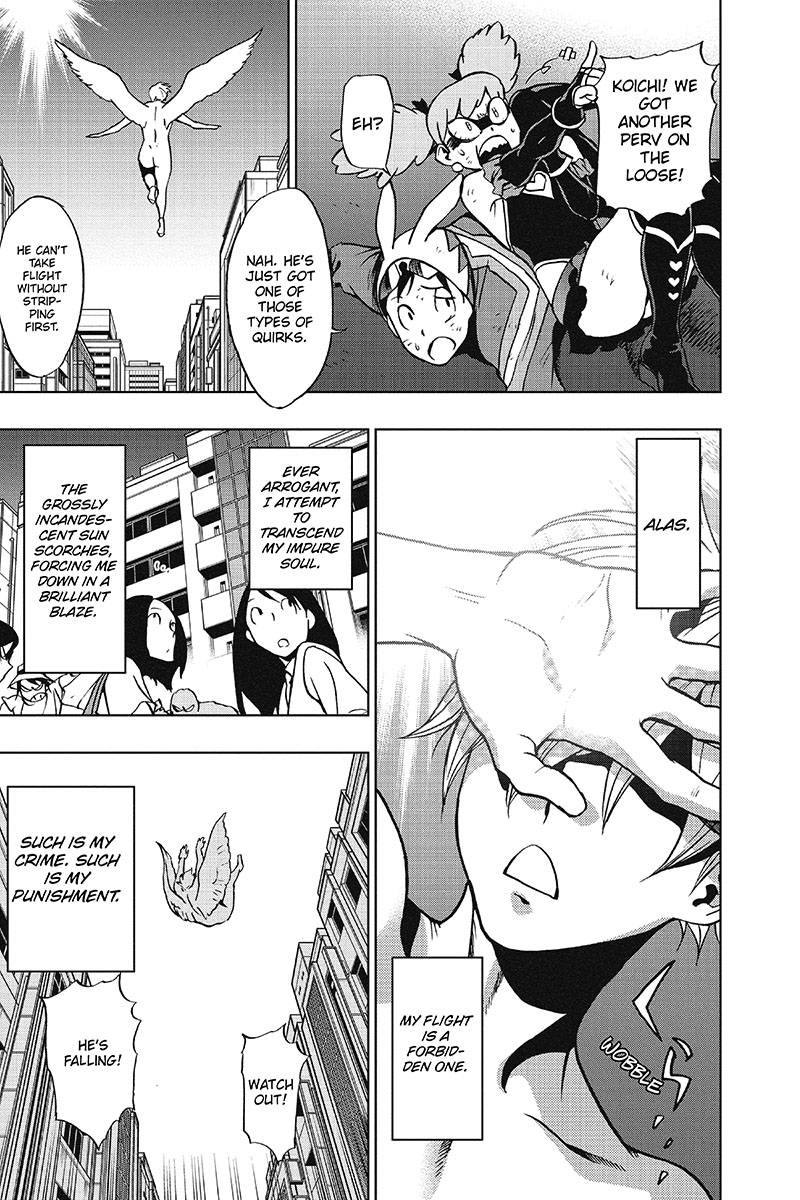 KOICHI! WE
GOT
ANOTHER
PERV ON
THE
LOOSE!
EH?
NAH. HE'S
JUST GOT
ONE OF
THOSE
TYPES OF
QUIRKS.
HE CAN'T
TAKE
FLIGHT
WITHOUT
STRIP-
PING
FIRST.
ALAS.
MY FLIGHT
IS A
FORBID-
DEN ONE.
WOBBLE
EVER
ARROGANT,
I ATTEMPT
TO
TRANSCEND
MY IMPURE
SOUL.
THE
GROSSLY
INCANDES-
CENT SUN
SCORCHES,
FORCING ME
DOWN IN A
BRILLIANT
BLAZE.
SUCH IS MY
CRIME. SUCH
IS MY
PUNISHMENT.
WATCH
OUT!
HE'S
FALLING!